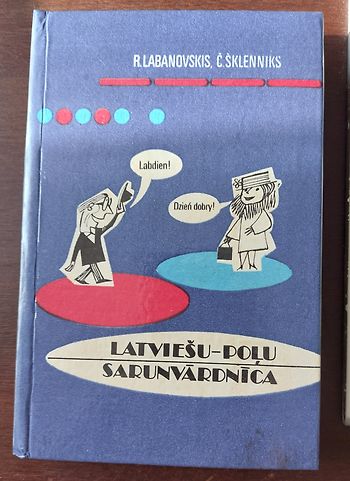 R.LABANOVSKIS, Č.ŠKLENNIKS
Labdien!
Dzień dobry!
LATVIEŠU–POĻU
SARUNVĀRDNĪCA